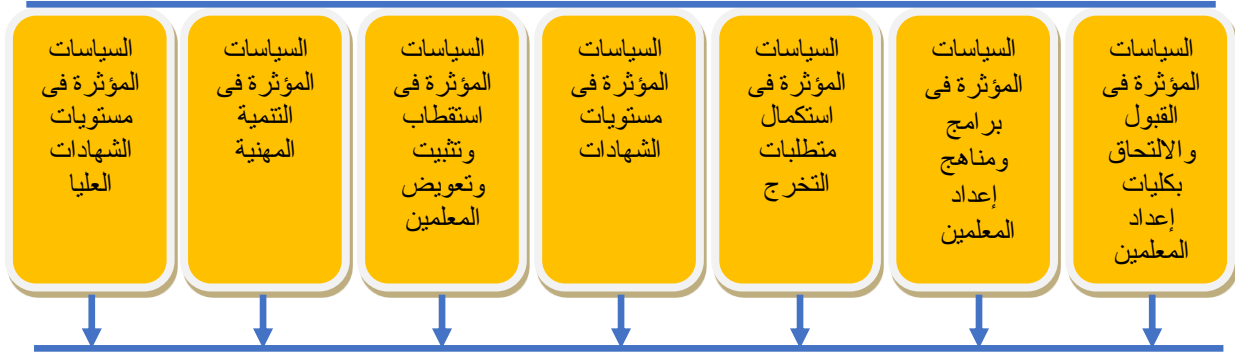 السياسات
المؤثرة فى
القبول
والالتحاق
بكليات
إعداد
المعلمين
السياسات
المؤثرة فى
برامج
ومناهج
إعداد
المعلمين
السياسات
المؤثرة فى
استكمال
متطلبات
التخرج
السياسات
المؤثرة فى
مستويات
الشهادات
السياسات
المؤثرة فى
استقطاب
وتثبيت
وتعويض
المعلمين
السياسات
المؤثرة فى
التنمية
المهنية
السياسات
المؤثرة فى
مستويات
الشهادات
العليا